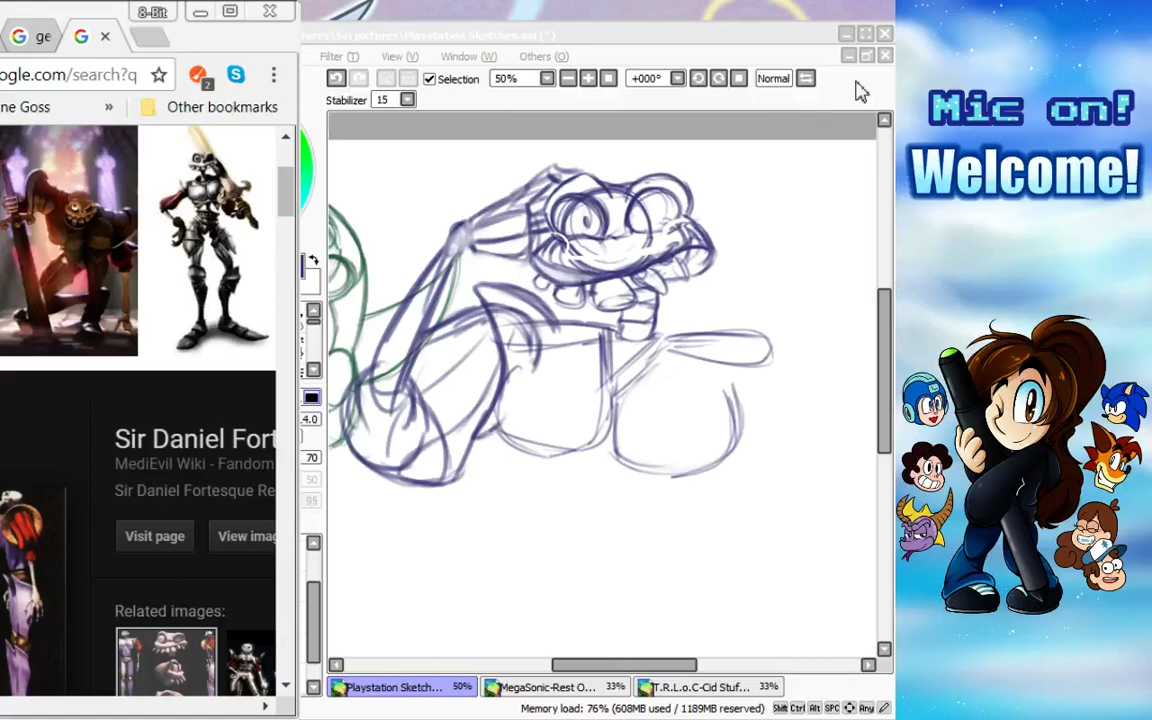 8-Bit
ge
ogle.com/search?q
2
ne Goss » Other bookmarks
Sir Daniel Fort
MediEvil Wiki - Fandom
Sir Daniel Fortesque Re
Visit page View imag
Related images:
Filter (T) View (V) Window (W) Others (O)
Selection 50% +000° Normal
Stabilizer 15
4.0
70
50
95
Playstation Sketch... 50% MegaSonic-Rest O... 33% T.R.L.o.C-Cid Stuf... 33%
Memory load: 76% (608MB used / 1189MB reserved) Shift Ctrl Alt SPC Any
Mic on!
Welcome!